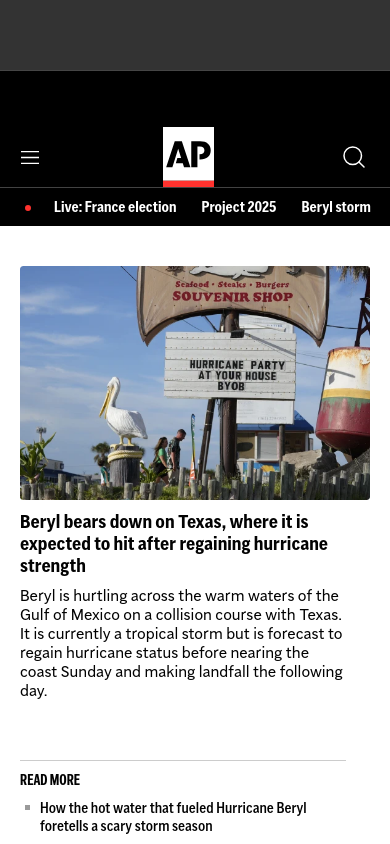 AP
Live: France election Project 2025 Beryl storm
Seafood • Steaks • Burgers
SOUVENIR SHOP
HURRICANE PARTY
AT YOUR HOUSE
BYOB
Beryl bears down on Texas, where it is
expected to hit after regaining hurricane
strength
Beryl is hurtling across the warm waters of the
Gulf of Mexico on a collision course with Texas.
It is currently a tropical storm but is forecast to
regain hurricane status before nearing the
coast Sunday and making landfall the following
day.
READ MORE
How the hot water that fueled Hurricane Beryl
foretells a scary storm season